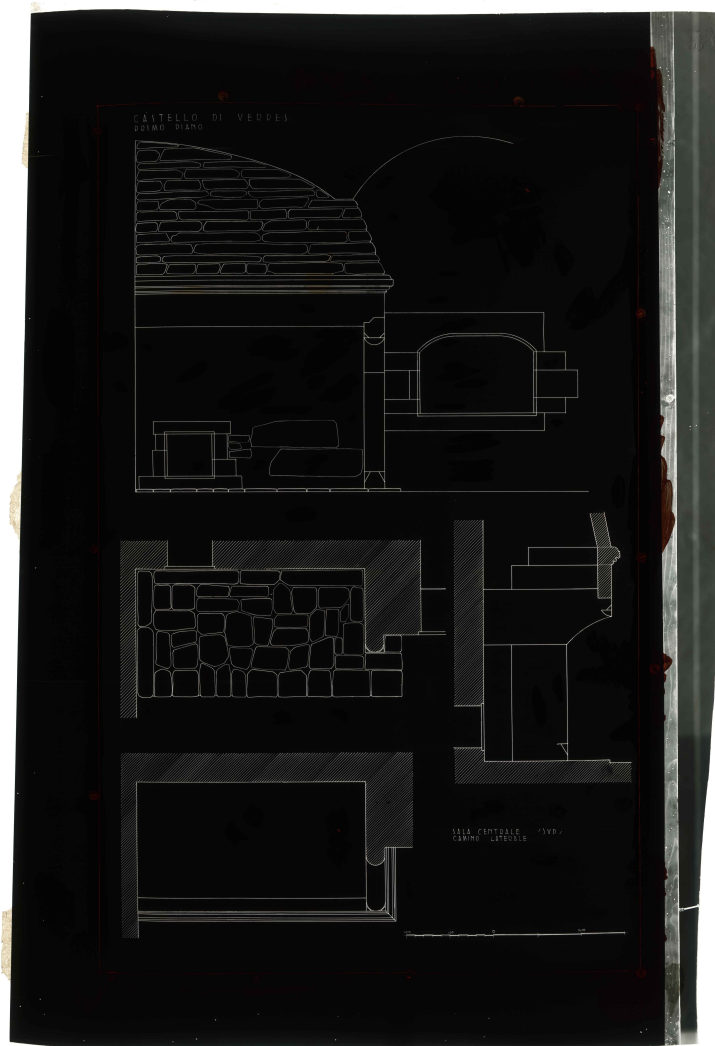 CASTELLO DI VERRES
PRIMO PIANO
SALA CENTRALE (SUD)
CAMINO LATERALE